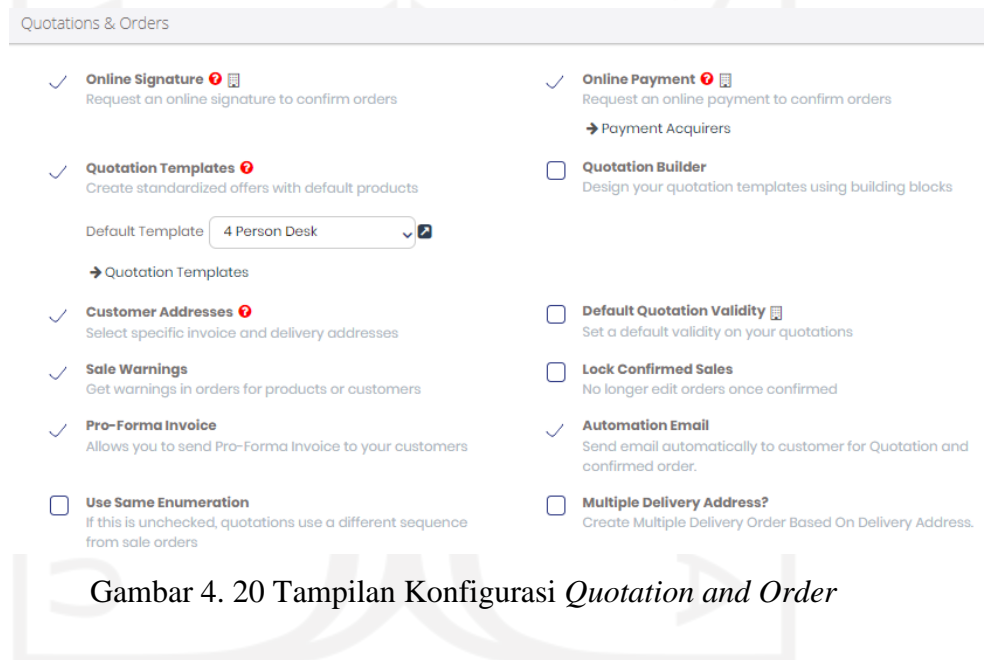 Quotations & Orders
Online Signature
Request an online signature to confirm orders
Online Payment
Request an online payment to confirm orders
Payment Acquirers
Quotation Templates
Create standardized offers with default products
Default Template 4 Person Desk
Quotation Templates
Quotation Builder
Design your quotation templates using building blocks
Customer Addresses
Select specific invoice and delivery addresses
Default Quotation Validity
Set a default validity on your quotations
Sale Warnings
Get warnings in orders for products or customers
Lock Confirmed Sales
No longer edit orders once confirmed
Pro-Forma Invoice
Allows you to send Pro-Forma Invoice to your customers
Automation Email
Send email automatically to customer for Quotation and
confirmed order.
Use Same Enumeration
If this is unchecked, quotations use a different sequence
from sale orders
Multiple Delivery Address?
Create Multiple Delivery Order Based On Delivery Address.
Gambar 4. 20 Tampilan Konfigurasi Quotation and Order